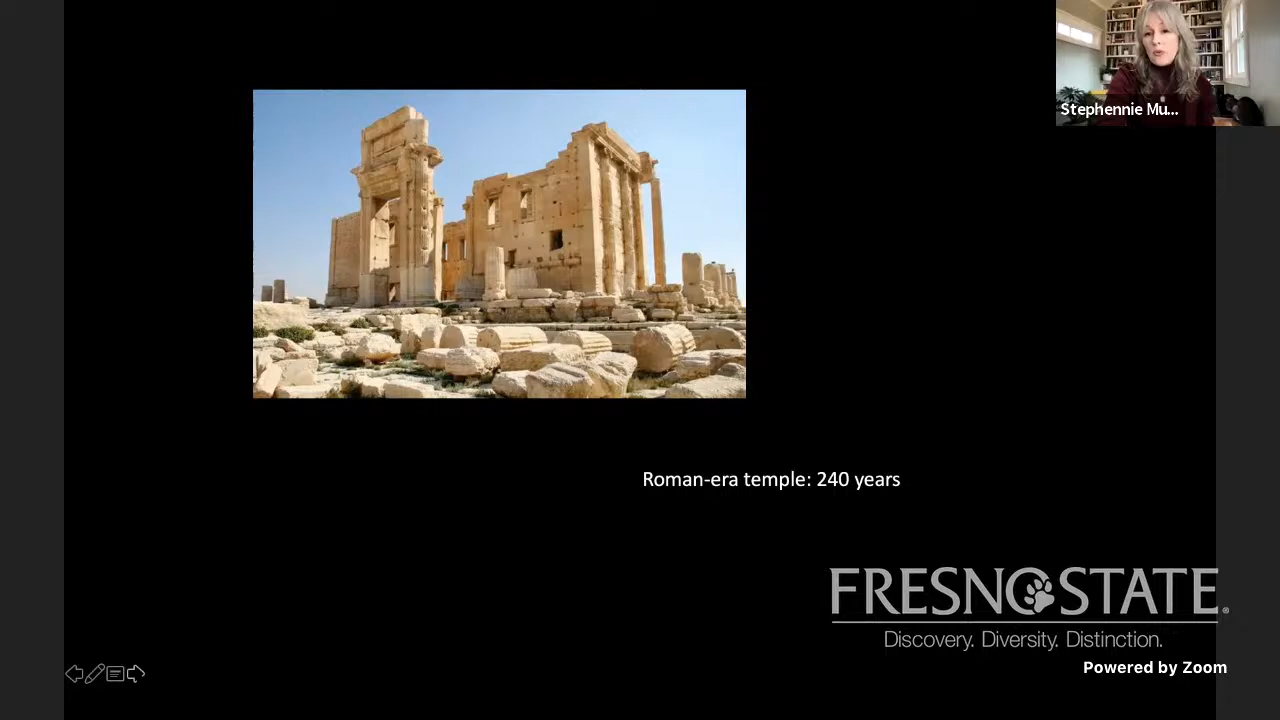 Stephennie Mu...
Roman-era temple: 240 years
FRESNO STATE®
Discovery. Diversity. Distinction.
Powered by Zoom